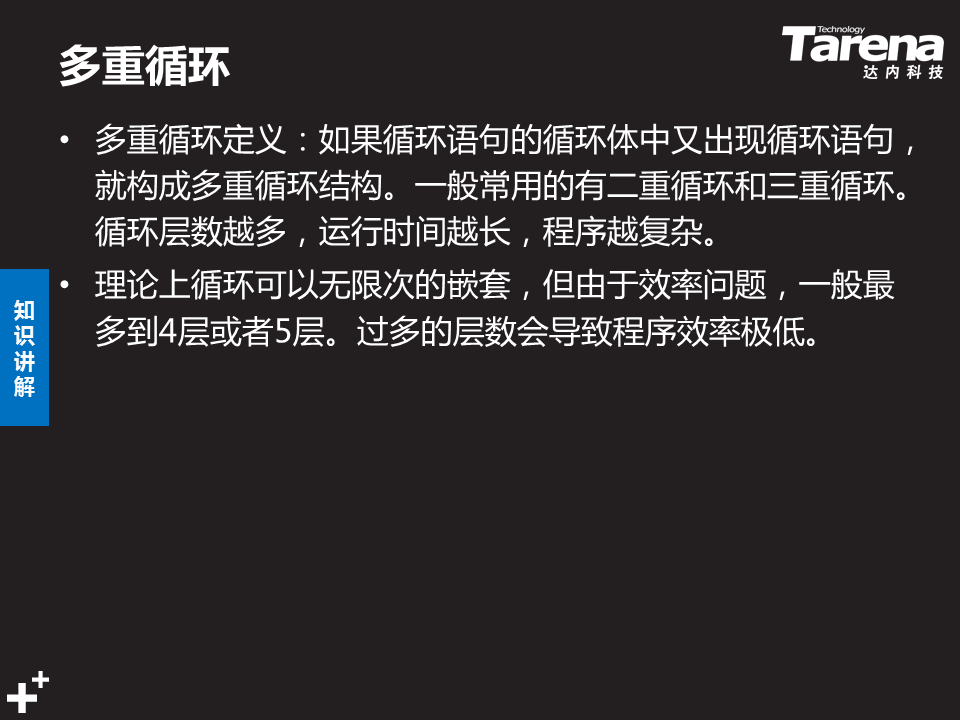 多重循环
Technology
Tarena
达内科技
• 多重循环定义：如果循环语句的循环体中又出现循环语句，
就构成多重循环结构。一般常用的有二重循环和三重循环。
循环层数越多，运行时间越长，程序越复杂。
• 理论上循环可以无限次的嵌套，但由于效率问题，一般最
多到4层或者5层。过多的层数会导致程序效率极低。
知
识
讲
解